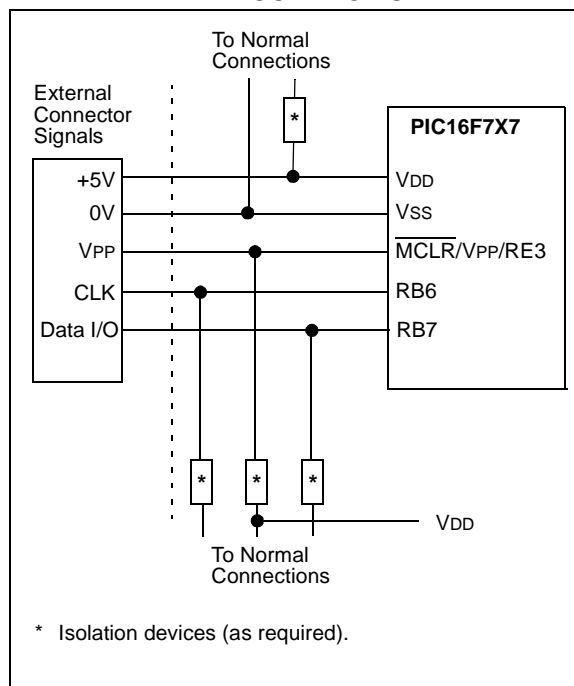 To Normal
Connections
External
Connector
Signals
*
PIC16F7X7
+5V
VDD
0V
VSS
VPP
MCLR/VPP/RE3
CLK
RB6
Data I/O
RB7
* * *
VDD
To Normal
Connections
* Isolation devices (as required).